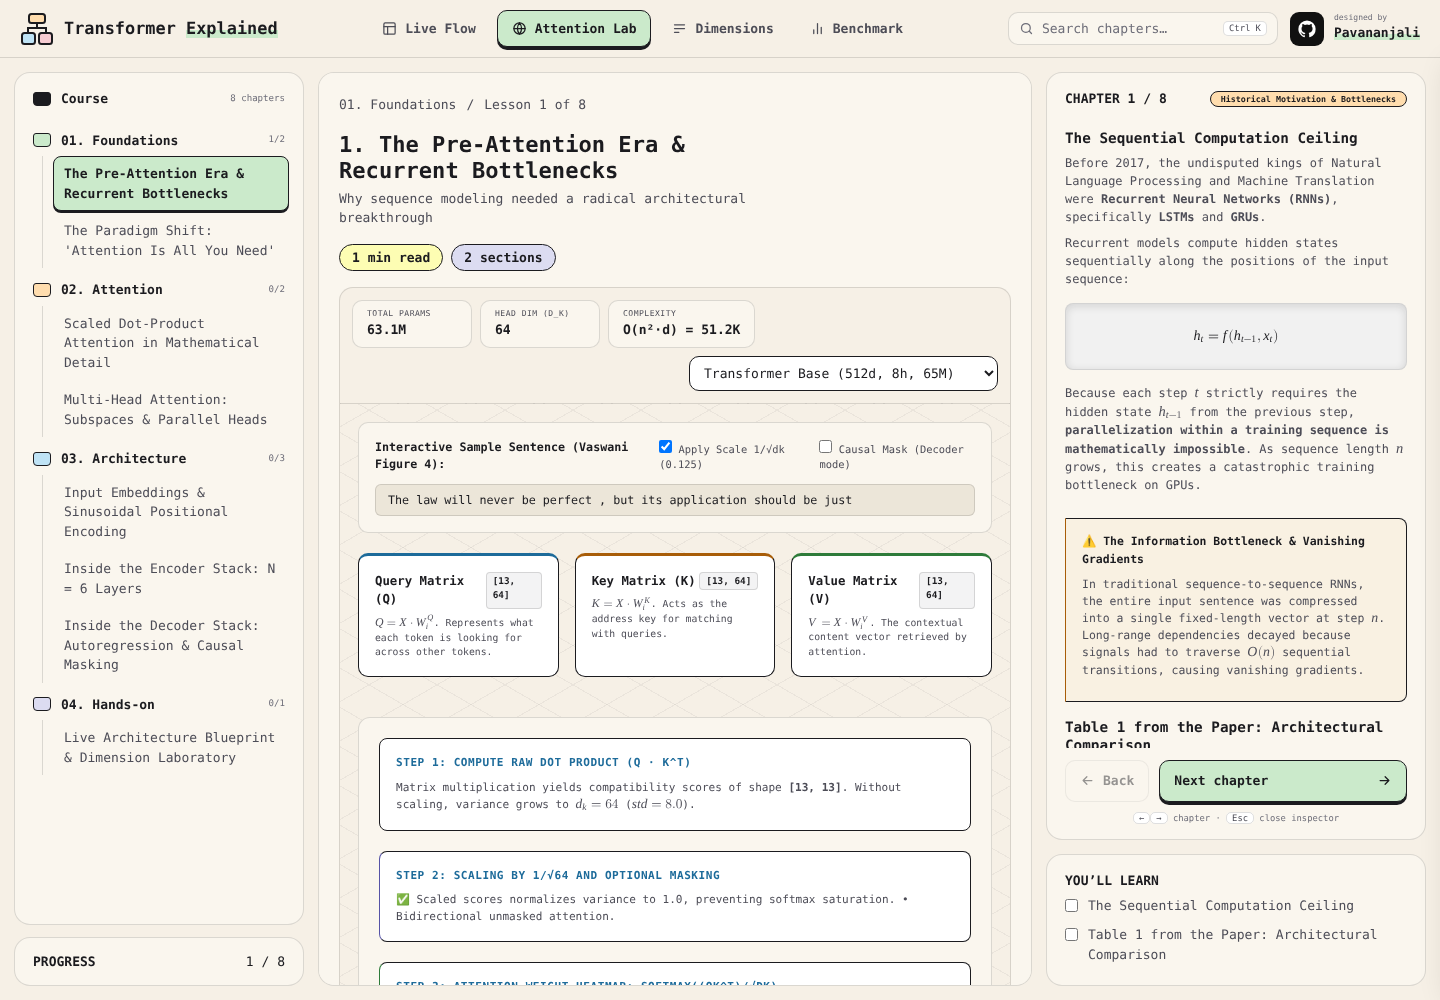 Transformer Explained
Live Flow
Attention Lab
Dimensions
Benchmark
Search chapters…
Ctrl K
designed by
Pavananjali
Course
8 chapters
01. Foundations
1/2
The Pre-Attention Era &
Recurrent Bottlenecks
The Paradigm Shift:
'Attention Is All You Need'
02. Attention
0/2
Scaled Dot-Product
Attention in Mathematical
Detail
Multi-Head Attention:
Subspaces & Parallel Heads
03. Architecture
0/3
Input Embeddings &
Sinusoidal Positional
Encoding
Inside the Encoder Stack: N
= 6 Layers
Inside the Decoder Stack:
Autoregression & Causal
Masking
04. Hands-on
0/1
Live Architecture Blueprint
& Dimension Laboratory
PROGRESS
1 / 8
01. Foundations / Lesson 1 of 8
1. The Pre-Attention Era &
Recurrent Bottlenecks
Why sequence modeling needed a radical architectural
breakthrough
1 min read
2 sections
TOTAL PARAMS
63.1M
HEAD DIM (D_K)
64
COMPLEXITY
O(n²·d) = 51.2K
Transformer Base (512d, 8h, 65M)
Interactive Sample Sentence (Vaswani
Figure 4):
Apply Scale 1/√dk
(0.125)
Causal Mask (Decoder
mode)
The law will never be perfect , but its application should be just
Query Matrix
(Q)
[13,
64]
Q = X · W_i^Q. Represents what
each token is looking for
across other tokens.
Key Matrix (K)
[13, 64]
K = X · W_i^K. Acts as the
address key for matching
with queries.
Value Matrix
(V)
[13,
64]
V = X · W_i^V. The contextual
content vector retrieved by
attention.
STEP 1: COMPUTE RAW DOT PRODUCT (Q · K^T)
Matrix multiplication yields compatibility scores of shape [13, 13]. Without
scaling, variance grows to d_k = 64 (std = 8.0).
STEP 2: SCALING BY 1/√64 AND OPTIONAL MASKING
✅ Scaled scores normalizes variance to 1.0, preventing softmax saturation. •
Bidirectional unmasked attention.
STEP 3: ATTENTION WEIGHT HEATMAP: SOFTMAX((QK^T)/√DK)
CHAPTER 1 / 8
Historical Motivation & Bottlenecks
The Sequential Computation Ceiling
Before 2017, the undisputed kings of Natural
Language Processing and Machine Translation
were Recurrent Neural Networks (RNNs),
specifically LSTMs and GRUs.
Recurrent models compute hidden states
sequentially along the positions of the input
sequence:
h_t = f(h_{t−1}, x_t)
Because each step t strictly requires the
hidden state h_{t−1} from the previous step,
parallelization within a training sequence is
mathematically impossible. As sequence length n
grows, this creates a catastrophic training
bottleneck on GPUs.
⚠️ The Information Bottleneck & Vanishing
Gradients
In traditional sequence-to-sequence RNNs,
the entire input sentence was compressed
into a single fixed-length vector at step n.
Long-range dependencies decayed because
signals had to traverse O(n) sequential
transitions, causing vanishing gradients.
Table 1 from the Paper: Architectural
Comparison
← Back
Next chapter →
← → chapter · Esc close inspector
YOU'LL LEARN
The Sequential Computation Ceiling
Table 1 from the Paper: Architectural
Comparison